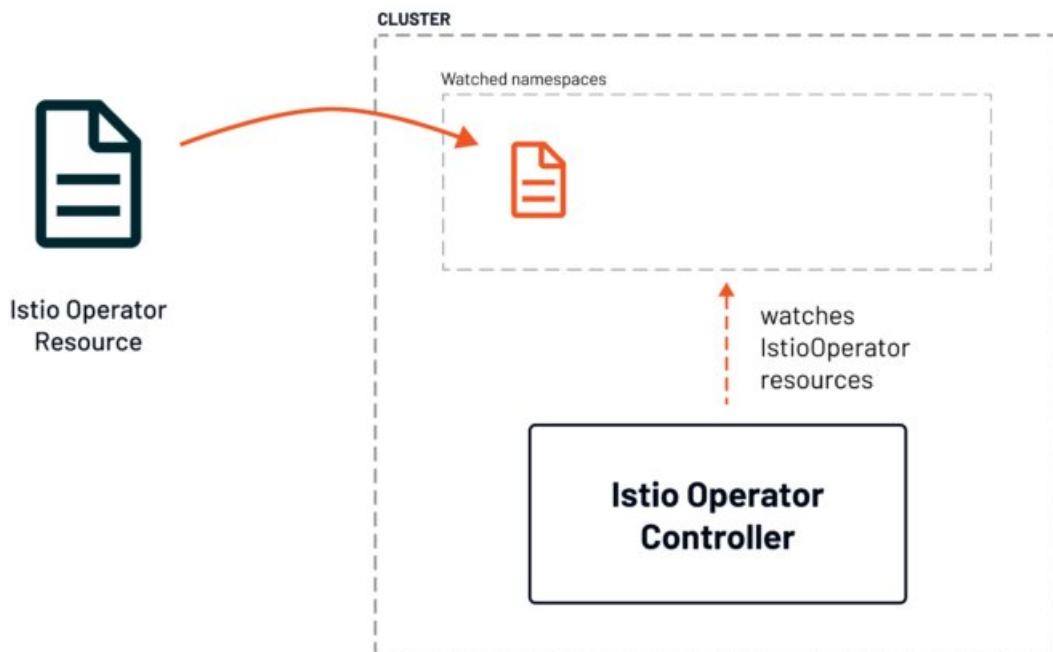 CLUSTER
Watched namespaces
Istio Operator
Resource
watches
IstioOperator
resources
Istio Operator
Controller